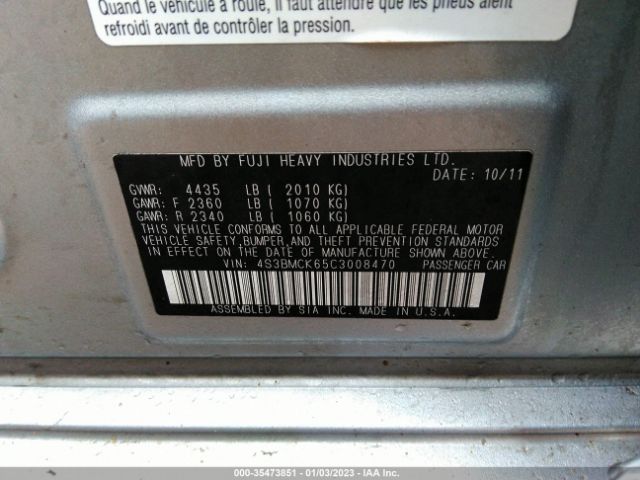 Quand le véhicule a roulé, il faut attendre que les pneus aient
refroidi avant de contrôler la pression.
MFD BY FUJI HEAVY INDUSTRIES LTD.
DATE: 10/11
GVWR: 4435 LB ( 2010 KG)
GAWR: F 2360 LB ( 1070 KG)
GAWR: R 2340 LB ( 1060 KG)
THIS VEHICLE CONFORMS TO ALL APPLICABLE FEDERAL MOTOR
VEHICLE SAFETY, BUMPER, AND THEFT PREVENTION STANDARDS
IN EFFECT ON THE DATE OF MANUFACTURE SHOWN ABOVE.
VIN: 4S3BMCK65C3008470 PASSENGER CAR
ASSEMBLED BY SIA INC. MADE IN U.S.A.
000-35473851 - 01/03/2023 - IAA Inc.